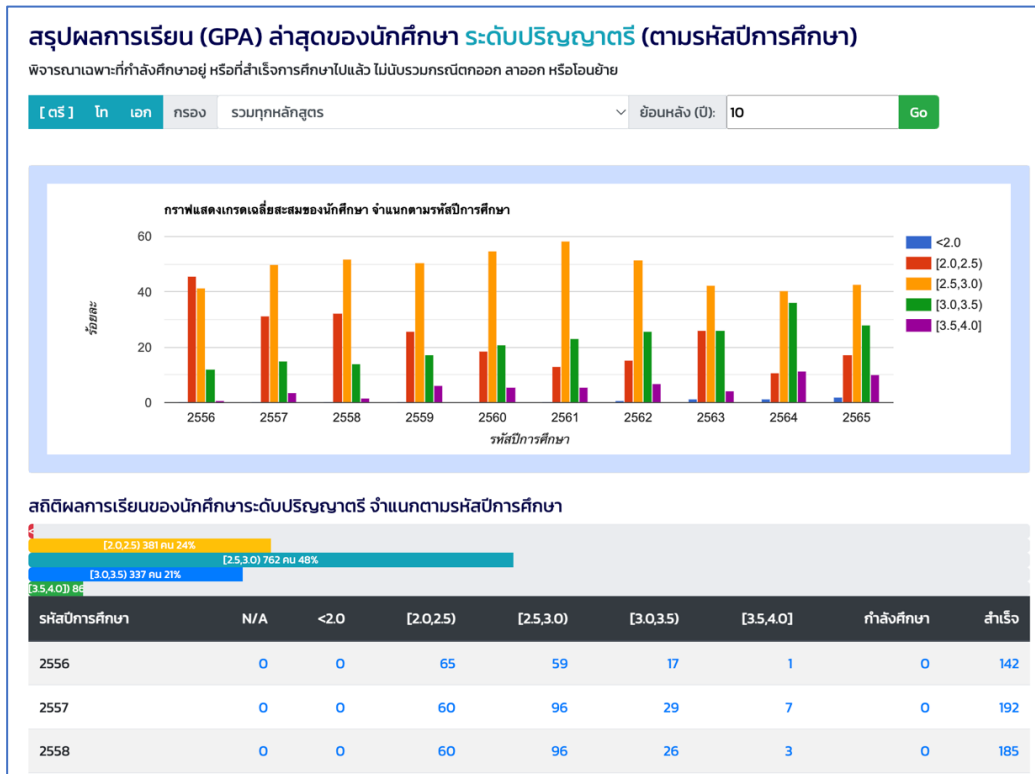 สรุปผลการเรียน (GPA) ล่าสุดของนักศึกษา ระดับปริญญาตรี (ตามรหัสปีการศึกษา)
พิจารณาเฉพาะที่กำลังศึกษาอยู่ หรือที่สำเร็จการศึกษาไปแล้ว ไม่นับรวมกรณีตกออก ลาออก หรือโอนย้าย
[ ตรี ] โท เอก กรอง รวมทุกหลักสูตร ย้อนหลัง (ปี): 10 Go
กราฟแสดงเกรดเฉลี่ยสะสมของนักศึกษา จำแนกตามรหัสปีการศึกษา
ร้อยละ
60
40
20
0
2556 2557 2558 2559 2560 2561 2562 2563 2564 2565
รหัสปีการศึกษา
<2.0
[2.0,2.5)
[2.5,3.0)
[3.0,3.5)
[3.5,4.0]
สถิติผลการเรียนของนักศึกษาระดับปริญญาตรี จำแนกตามรหัสปีการศึกษา
<
[2.0,2.5) 381 คน 24%
[2.5,3.0) 762 คน 48%
[3.0,3.5) 337 คน 21%
[3.5,4.0]) 86
รหัสปีการศึกษา N/A <2.0 [2.0,2.5) [2.5,3.0) [3.0,3.5) [3.5,4.0] กำลังศึกษา สำเร็จ
2556 0 0 65 59 17 1 0 142
2557 0 0 60 96 29 7 0 192
2558 0 0 60 96 26 3 0 185